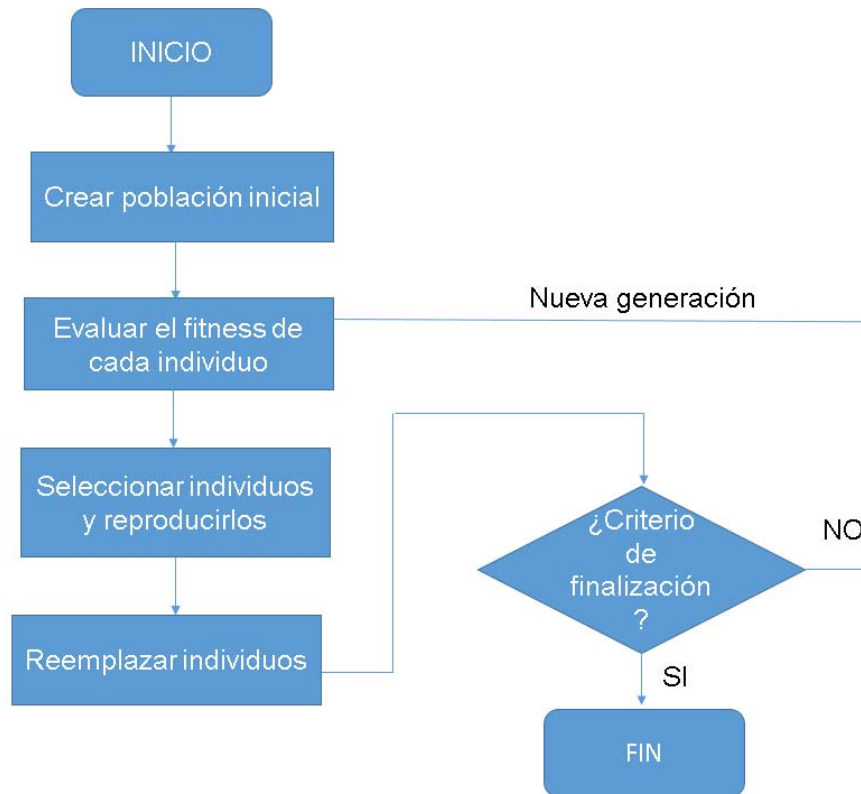 INICIO
Crear población inicial
Evaluar el fitness de
cada individuo
Nueva generación
Seleccionar individuos
y reproducirlos
Reemplazar individuos
¿Criterio
de
finalización
?
NO
SI
FIN